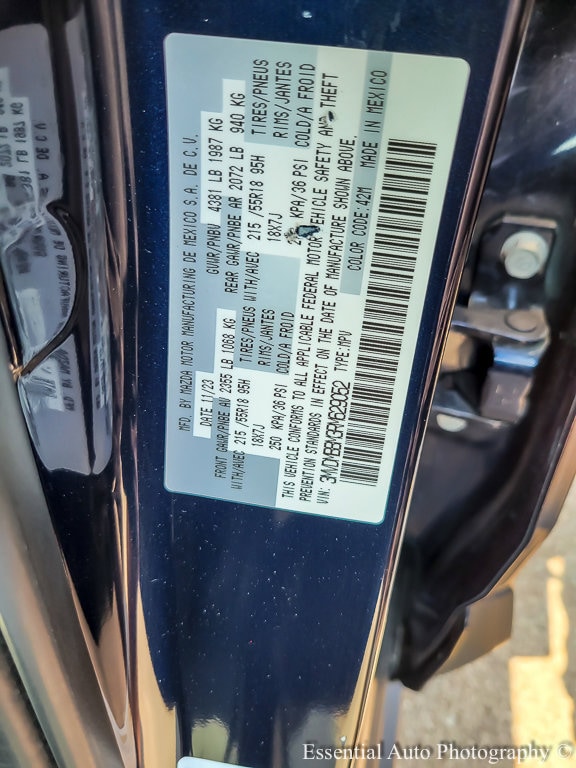 MFD. BY MAZDA MOTOR MANUFACTURING DE MEXICO S.A. DE C.V.
DATE 11/23 GVWR/PNBV 4381 LB 1987 KG
FRONT GAWR/PNBE AV 2355 LB 1068 KG REAR GAWR/PNBE AR 2072 LB 940 KG
WITH/AVEC 215 /55R18 95H TIRES/PNEUS WITH/AVEC 215 /55R18 95H TIRES/PNEUS
18X7J RIMS/JANTES 18X7J RIMS/JANTES
250 KPA/36 PSI COLD/A FROID KPA/36 PSI COLD/A FROID
THIS VEHICLE CONFORMS TO ALL APPLICABLE FEDERAL MOTOR VEHICLE SAFETY AND THEFT
PREVENTION STANDARDS IN EFFECT ON THE DATE OF MANUFACTURE SHOWN ABOVE.
VIN: TYPE: MPV COLOR CODE: 42M MADE IN MEXICO
Essential Auto Photography ©